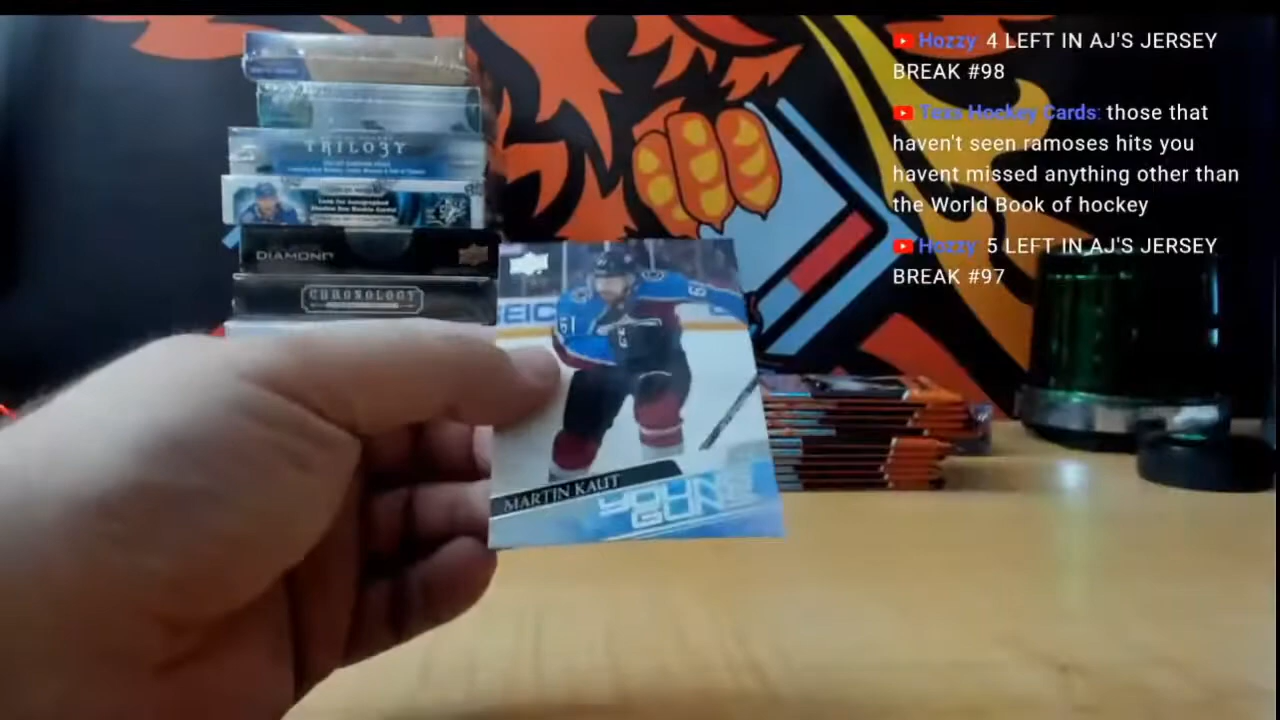 Hozzy 4 LEFT IN AJ'S JERSEY
BREAK #98
Hockey Cards: those that
haven't seen ramoses hits you
havent missed anything other than
the World Book of hockey
Hozzy 5 LEFT IN AJ'S JERSEY
BREAK #97
TRILOGY
DIAMOND
CHRONOLOGY
MARTIN KAUT
YOUNG
GUNS